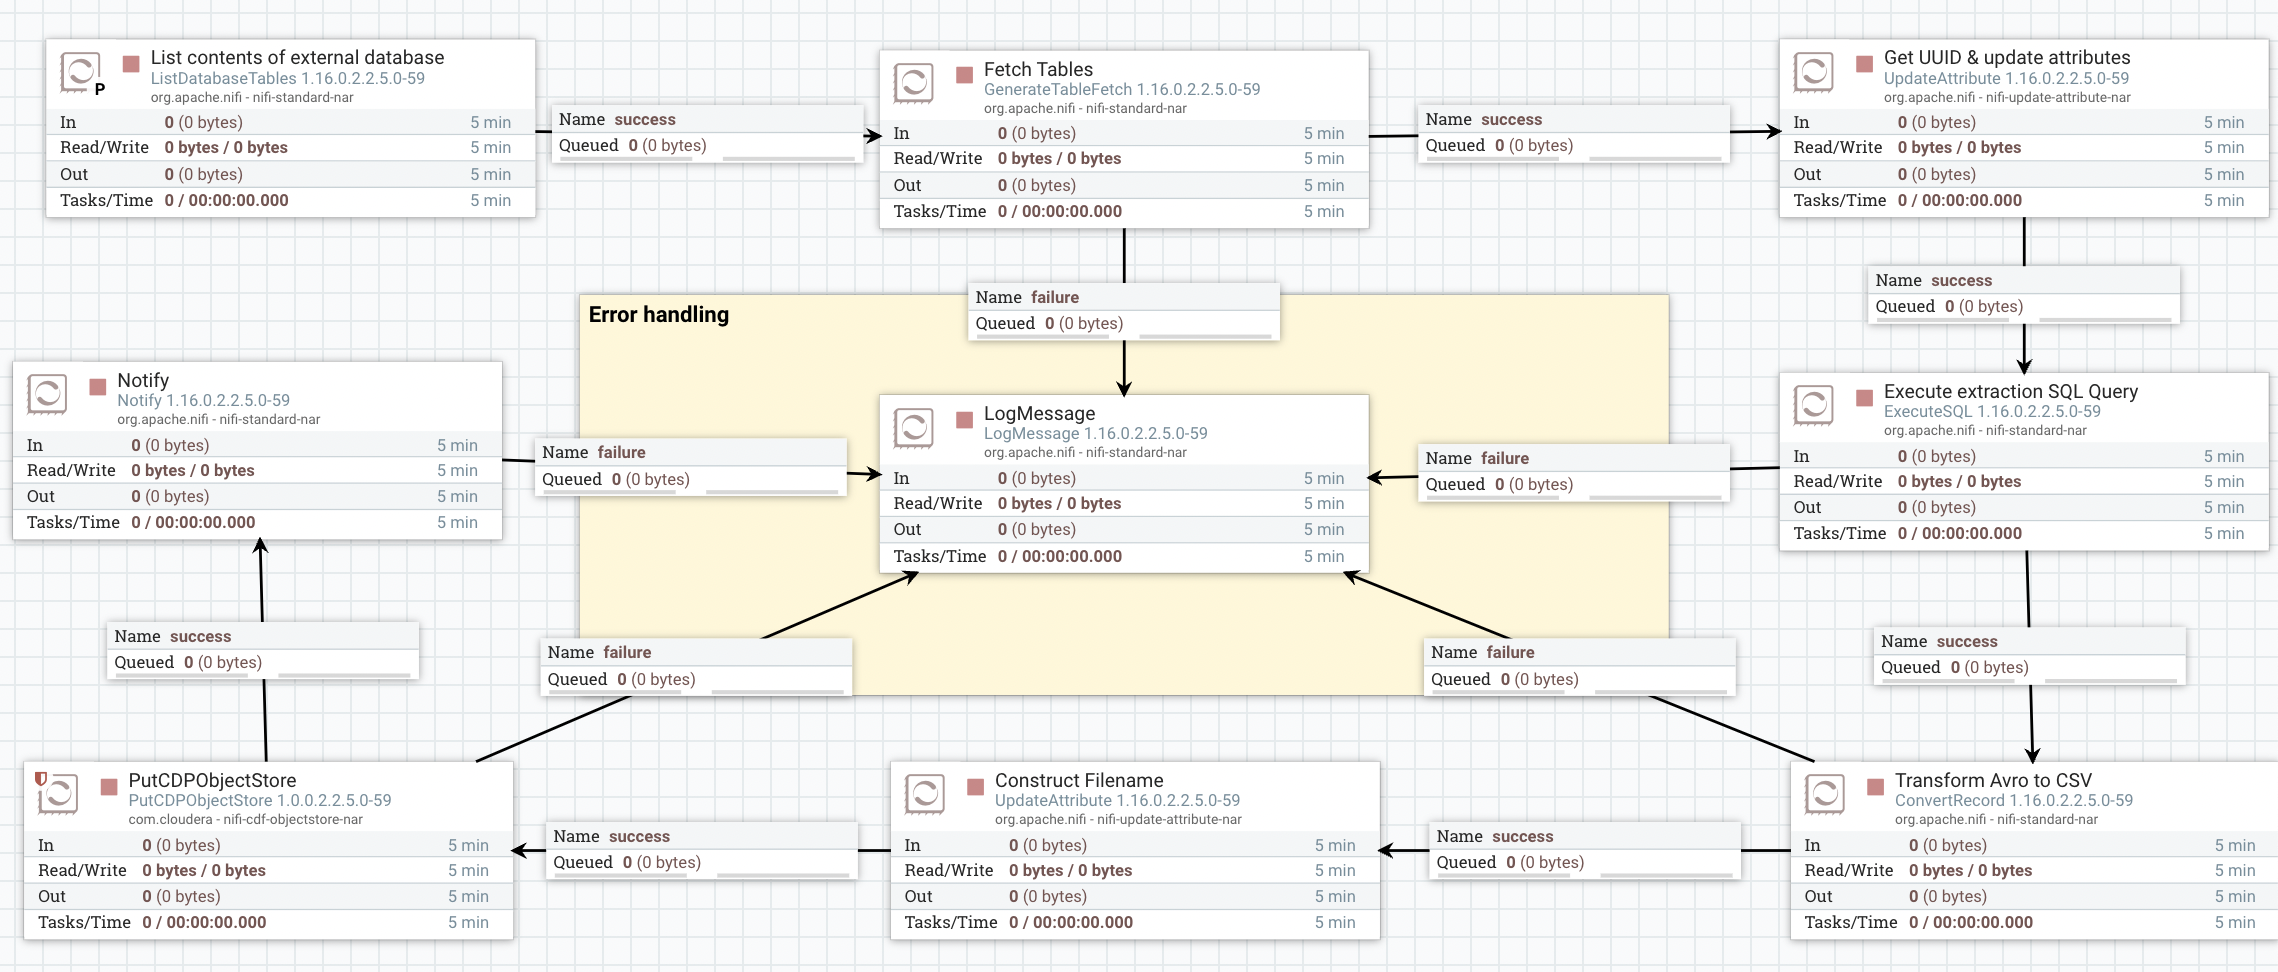 List contents of external database
ListDatabaseTables 1.16.0.2.2.5.0-59
org.apache.nifi - nifi-standard-nar
P
In 0 (0 bytes) 5 min
Read/Write 0 bytes / 0 bytes 5 min
Out 0 (0 bytes) 5 min
Tasks/Time 0 / 00:00:00.000 5 min
Name success
Queued 0 (0 bytes)
Fetch Tables
GenerateTableFetch 1.16.0.2.2.5.0-59
org.apache.nifi - nifi-standard-nar
In 0 (0 bytes) 5 min
Read/Write 0 bytes / 0 bytes 5 min
Out 0 (0 bytes) 5 min
Tasks/Time 0 / 00:00:00.000 5 min
Name success
Queued 0 (0 bytes)
Get UUID & update attributes
UpdateAttribute 1.16.0.2.2.5.0-59
org.apache.nifi - nifi-update-attribute-nar
In 0 (0 bytes) 5 min
Read/Write 0 bytes / 0 bytes 5 min
Out 0 (0 bytes) 5 min
Tasks/Time 0 / 00:00:00.000 5 min
Name success
Queued 0 (0 bytes)
Name failure
Queued 0 (0 bytes)
Error handling
Notify
Notify 1.16.0.2.2.5.0-59
org.apache.nifi - nifi-standard-nar
In 0 (0 bytes) 5 min
Read/Write 0 bytes / 0 bytes 5 min
Out 0 (0 bytes) 5 min
Tasks/Time 0 / 00:00:00.000 5 min
Name failure
Queued 0 (0 bytes)
LogMessage
LogMessage 1.16.0.2.2.5.0-59
org.apache.nifi - nifi-standard-nar
In 0 (0 bytes) 5 min
Read/Write 0 bytes / 0 bytes 5 min
Out 0 (0 bytes) 5 min
Tasks/Time 0 / 00:00:00.000 5 min
Name failure
Queued 0 (0 bytes)
Execute extraction SQL Query
ExecuteSQL 1.16.0.2.2.5.0-59
org.apache.nifi - nifi-standard-nar
In 0 (0 bytes) 5 min
Read/Write 0 bytes / 0 bytes 5 min
Out 0 (0 bytes) 5 min
Tasks/Time 0 / 00:00:00.000 5 min
Name success
Queued 0 (0 bytes)
Name failure
Queued 0 (0 bytes)
Name failure
Queued 0 (0 bytes)
Name success
Queued 0 (0 bytes)
PutCDPObjectStore
PutCDPObjectStore 1.0.0.2.2.5.0-59
com.cloudera - nifi-cdf-objectstore-nar
In 0 (0 bytes) 5 min
Read/Write 0 bytes / 0 bytes 5 min
Out 0 (0 bytes) 5 min
Tasks/Time 0 / 00:00:00.000 5 min
Name success
Queued 0 (0 bytes)
Construct Filename
UpdateAttribute 1.16.0.2.2.5.0-59
org.apache.nifi - nifi-update-attribute-nar
In 0 (0 bytes) 5 min
Read/Write 0 bytes / 0 bytes 5 min
Out 0 (0 bytes) 5 min
Tasks/Time 0 / 00:00:00.000 5 min
Name success
Queued 0 (0 bytes)
Transform Avro to CSV
ConvertRecord 1.16.0.2.2.5.0-59
org.apache.nifi - nifi-standard-nar
In 0 (0 bytes) 5 min
Read/Write 0 bytes / 0 bytes 5 min
Out 0 (0 bytes) 5 min
Tasks/Time 0 / 00:00:00.000 5 min